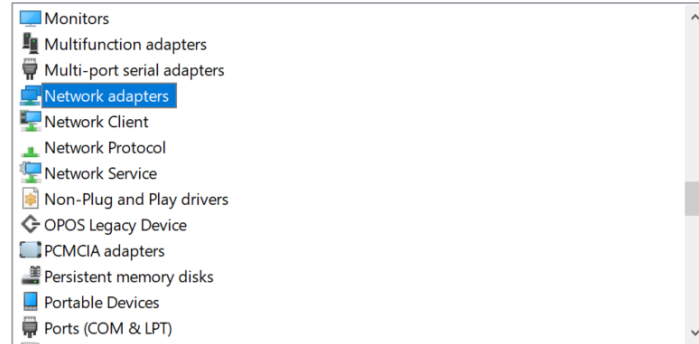 Monitors
Multifunction adapters
Multi-port serial adapters
Network adapters
Network Client
Network Protocol
Network Service
Non-Plug and Play drivers
OPOS Legacy Device
PCMCIA adapters
Persistent memory disks
Portable Devices
Ports (COM & LPT)